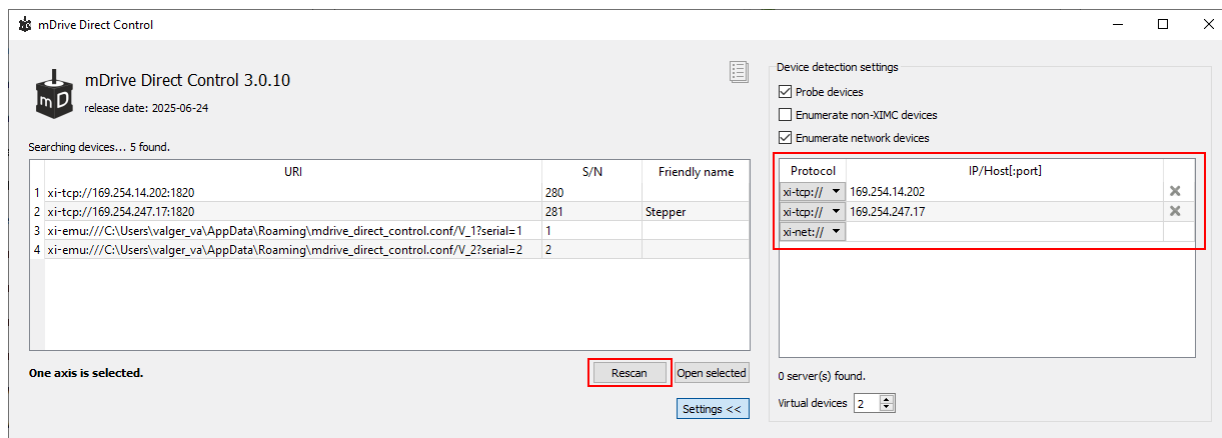 mDrive Direct Control
mDrive Direct Control 3.0.10
release date: 2025-06-24
mD
Searching devices... 5 found.
URI S/N Friendly name
1 xi-tcp://169.254.14.202:1820 280
2 xi-tcp://169.254.247.17:1820 281 Stepper
3 xi-emu:///C:\Users\valger_va\AppData\Roaming\mdrive_direct_control.conf/V_1?serial=1 1
4 xi-emu:///C:\Users\valger_va\AppData\Roaming\mdrive_direct_control.conf/V_2?serial=2 2
One axis is selected.
Rescan
Open selected
Settings <<
Device detection settings
Probe devices
Enumerate non-XIMC devices
Enumerate network devices
Protocol IP/Host[:port]
xi-tcp:// 169.254.14.202
xi-tcp:// 169.254.247.17
xi-net://
0 server(s) found.
Virtual devices 2